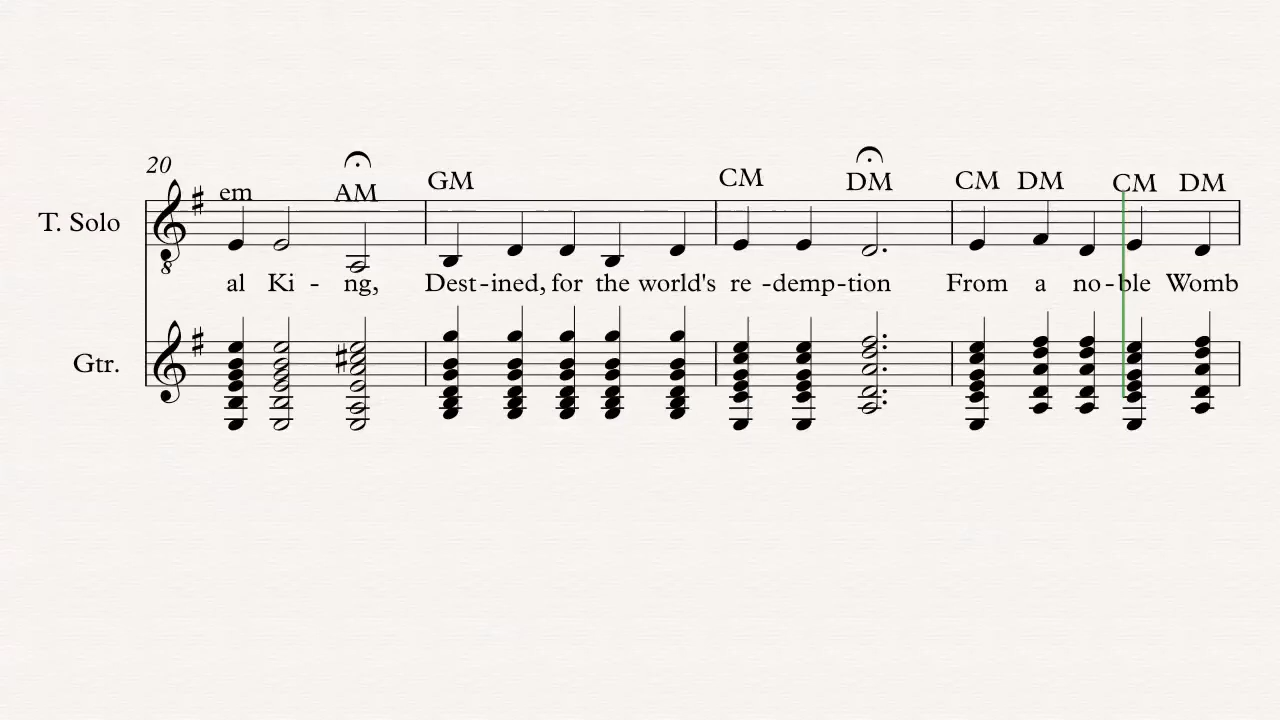 20
em AM GM CM DM CM DM CM DM
T. Solo
8
al Ki - ng, Dest-ined, for the world's re -demp-tion From a no-ble Womb
Gtr.